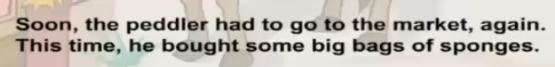 Soon, the peddler had to go to the market, again.
This time, he bought some big bags of sponges.